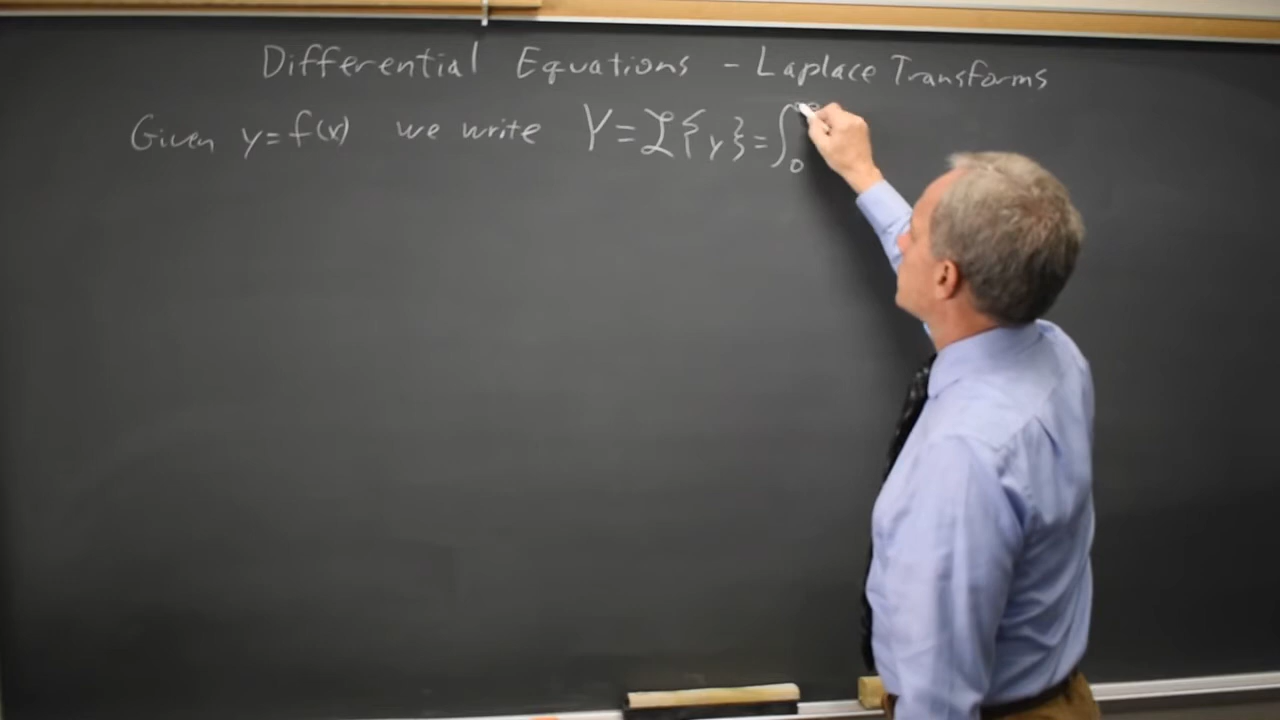 Differential Equations - Laplace Transforms
Given y=f(x) we write Y=ℒ{y}=∫₀^∞